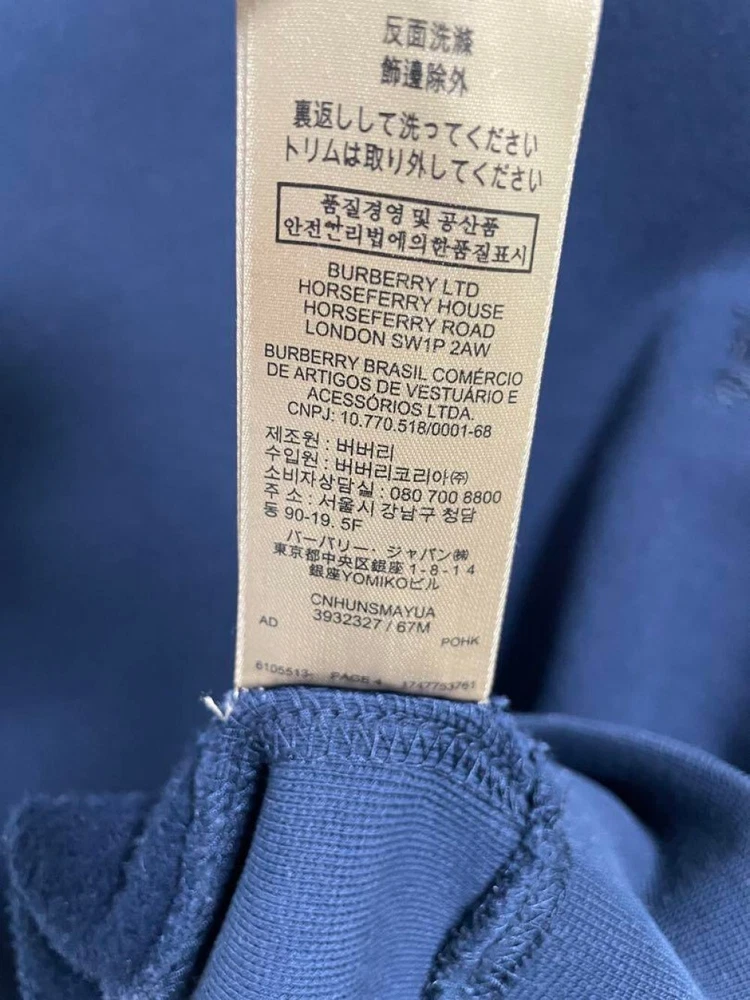 反面洗滌
飾邊除外
裏返しして洗ってください
トリムは取り外してください
품질경영 및 공산품
안전관리법에의한품질표시
BURBERRY LTD
HORSEFERRY HOUSE
HORSEFERRY ROAD
LONDON SW1P 2AW
BURBERRY BRASIL COMÉRCIO
DE ARTIGOS DE VESTUÁRIO E
ACESSÓRIOS LTDA.
CNPJ: 10.770.518/0001-68
제조원 : 버버리
수입원 : 버버리코리아㈜
소비자상담실 : 080 700 8800
주 소 : 서울시 강남구 청담
동 90-19. 5F
バーバリー・ジャパン㈱
東京都中央区銀座1-8-14
銀座YOMIKOビル
CNHUNSMAYUA
AD 3932327 / 67M POHK
6105513- PAGE 4 1747753761